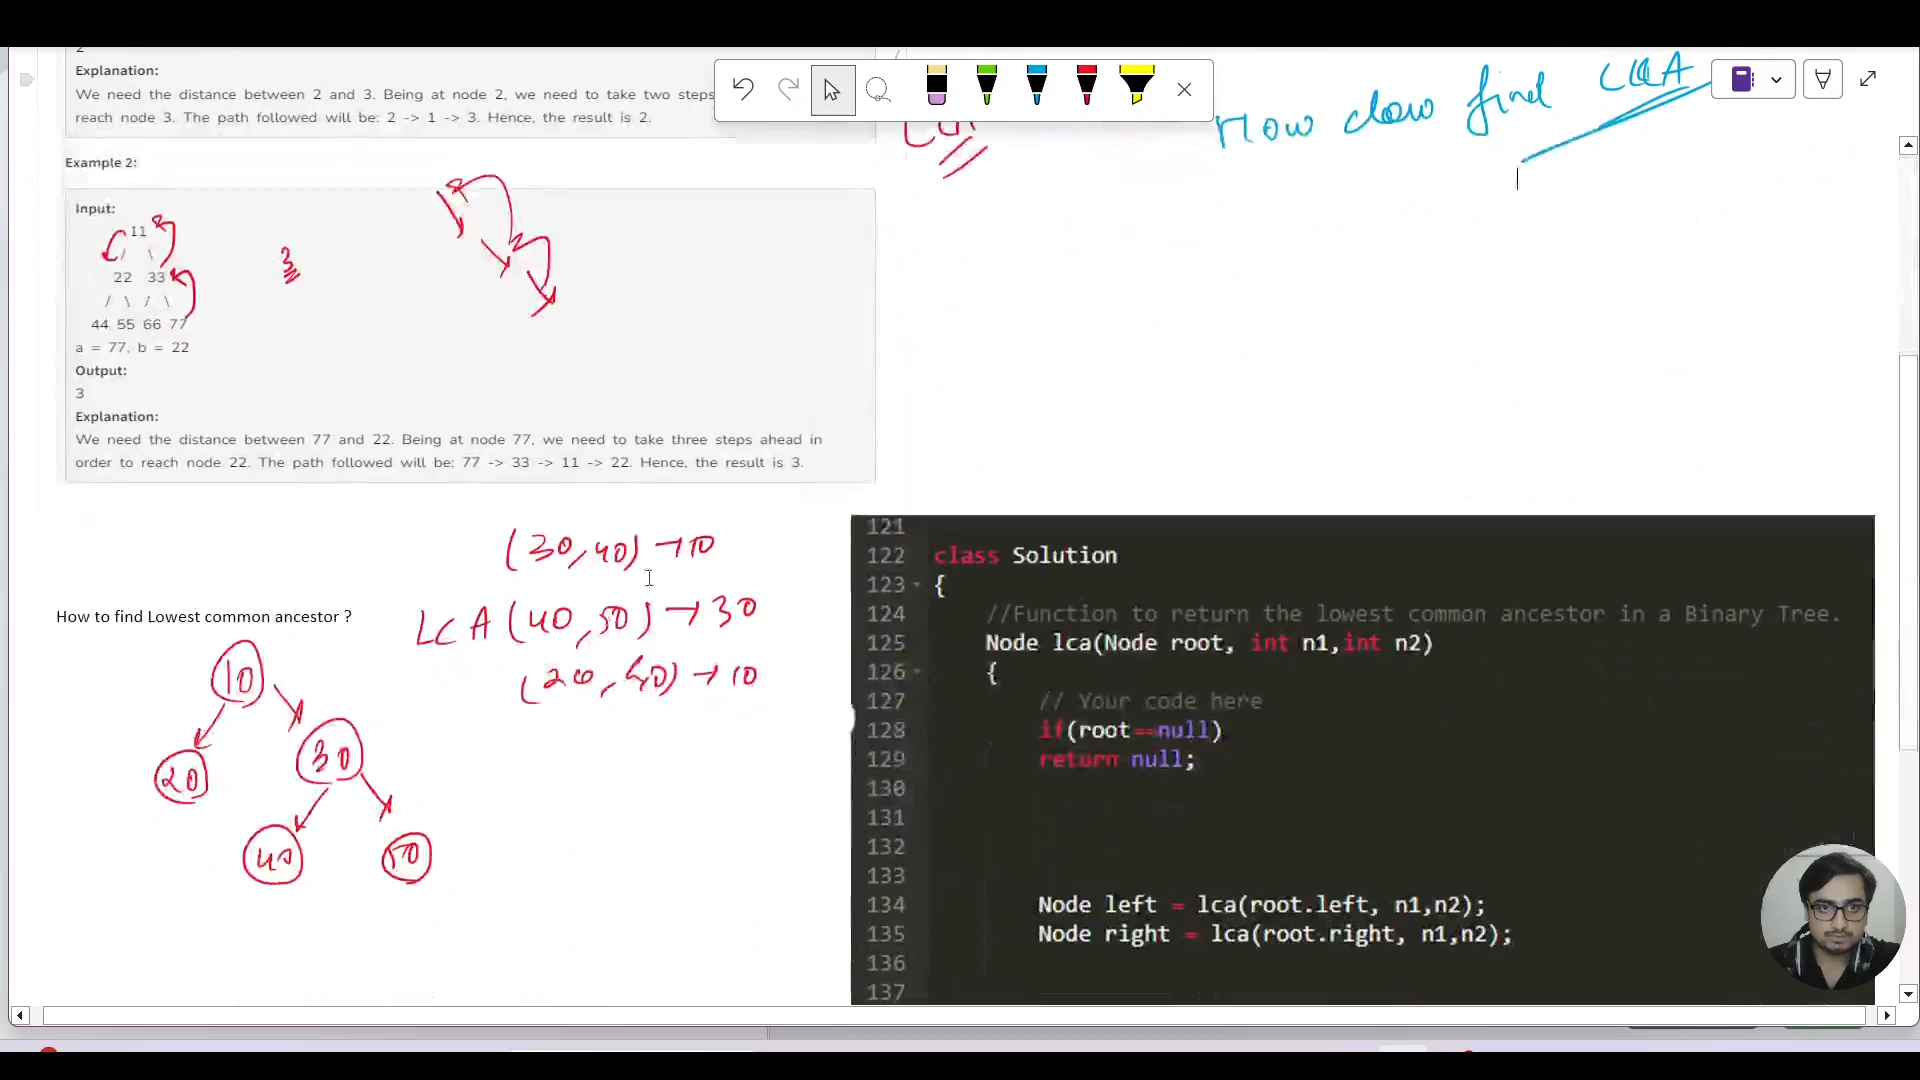 2
Explanation:
We need the distance between 2 and 3. Being at node 2, we need to take two steps
reach node 3. The path followed will be: 2 -> 1 -> 3. Hence, the result is 2.
How do find LCA
Example 2:
Input:
11
/ \
22 33
/ \ / \
44 55 66 77
a = 77, b = 22
Output:
3
Explanation:
We need the distance between 77 and 22. Being at node 77, we need to take three steps ahead in
order to reach node 22. The path followed will be: 77 -> 33 -> 11 -> 22. Hence, the result is 3.
3
(30,40) → 10
LCA (40,50) → 30
(20,40) → 10
How to find Lowest common ancestor ?
10
20 30
40 50
121
122 class Solution
123 {
124 //Function to return the lowest common ancestor in a Binary Tree.
125 Node lca(Node root, int n1,int n2)
126 {
127 // Your code here
128 if(root==null)
129 return null;
130
131
132
133
134 Node left = lca(root.left, n1,n2);
135 Node right = lca(root.right, n1,n2);
136
137